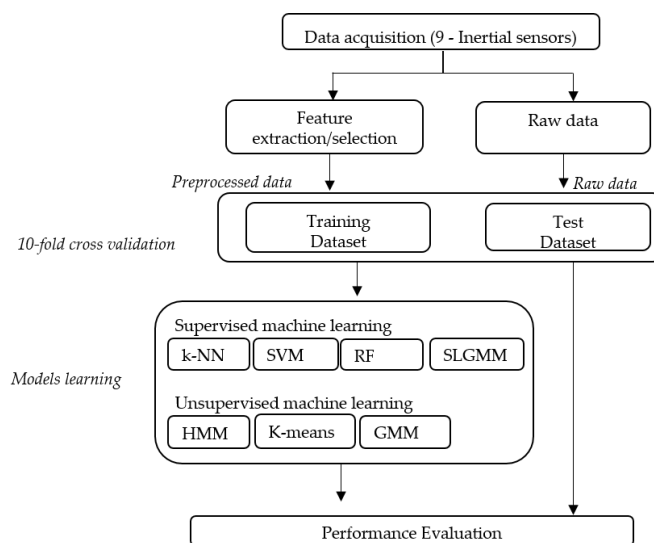 Data acquisition (9 - Inertial sensors)
Feature
extraction/selection
Raw data
Preprocessed data
Raw data
10-fold cross validation
Training
Dataset
Test
Dataset
Models learning
Supervised machine learning
k-NN
SVM
RF
SLGMM
Unsupervised machine learning
HMM
K-means
GMM
Performance Evaluation